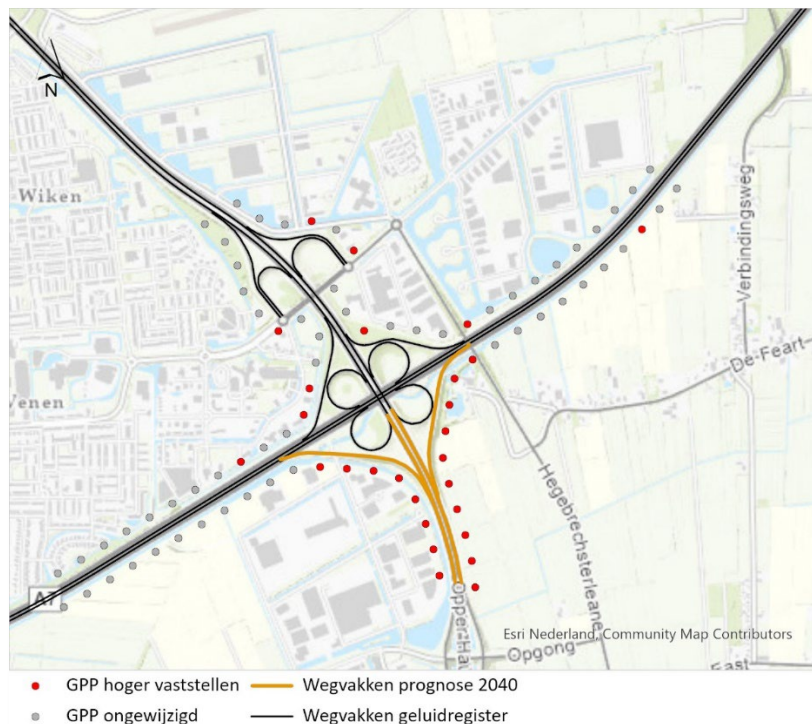 N
Wiken
Venen
Verbindingsweg
De-Feart
Hegebrechsterleane
A7
Opper-Ha
Opgong
East
Esri Nederland, Community Map Contributors
GPP hoger vaststellen
Wegvakken prognose 2040
GPP ongewijzigd
Wegvakken geluidregister